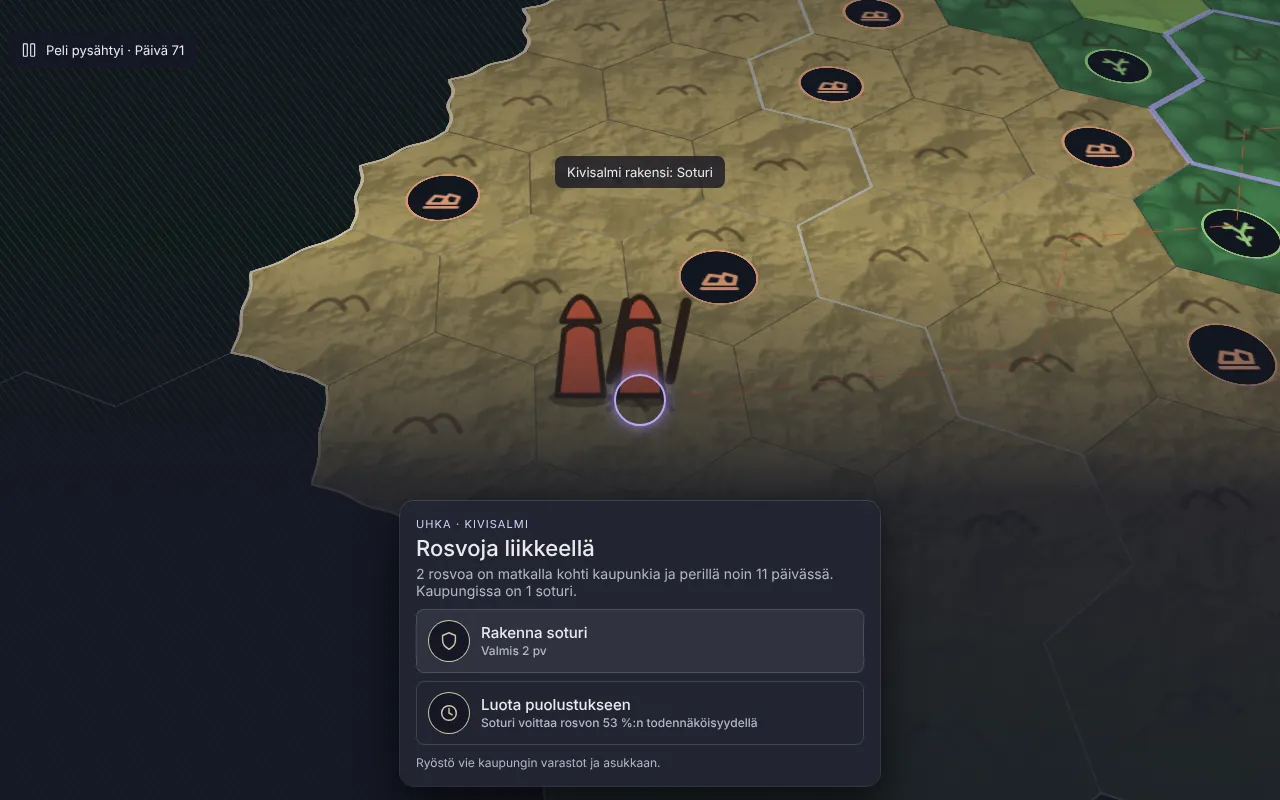 Peli pysähtyi · Päivä 71
Kivisalmi rakensi: Soturi
UHKA · KIVISALMI
Rosvoja liikkeellä
2 rosvoa on matkalla kohti kaupunkia ja perillä noin 11 päivässä.
Kaupungissa on 1 soturi.
Rakenna soturi
Valmis 2 pv
Luota puolustukseen
Soturi voittaa rosvon 53 %:n todennäköisyydellä
Ryöstö vie kaupungin varastot ja asukkaan.